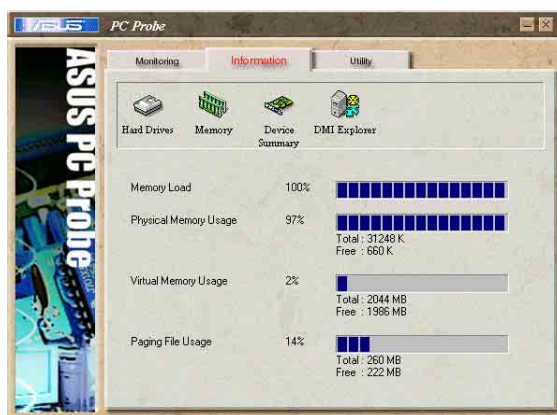 ASUS PC Probe
Monitoring Information Utility
ASUS PC Probe
Hard Drives Memory Device Summary DMI Explorer
Memory Load 100%
Physical Memory Usage 97%
Total : 31248 K
Free : 660 K
Virtual Memory Usage 2%
Total : 2044 MB
Free : 1986 MB
Paging File Usage 14%
Total : 260 MB
Free : 222 MB